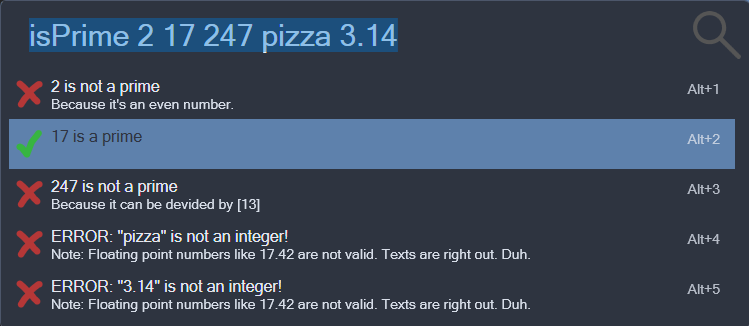 isPrime 2 17 247 pizza 3.14
2 is not a prime
Alt+1
Because it's an even number.
17 is a prime
Alt+2
247 is not a prime
Alt+3
Because it can be devided by [13]
ERROR: "pizza" is not an integer!
Alt+4
Note: Floating point numbers like 17.42 are not valid. Texts are right out. Duh.
ERROR: "3.14" is not an integer!
Alt+5
Note: Floating point numbers like 17.42 are not valid. Texts are right out. Duh.